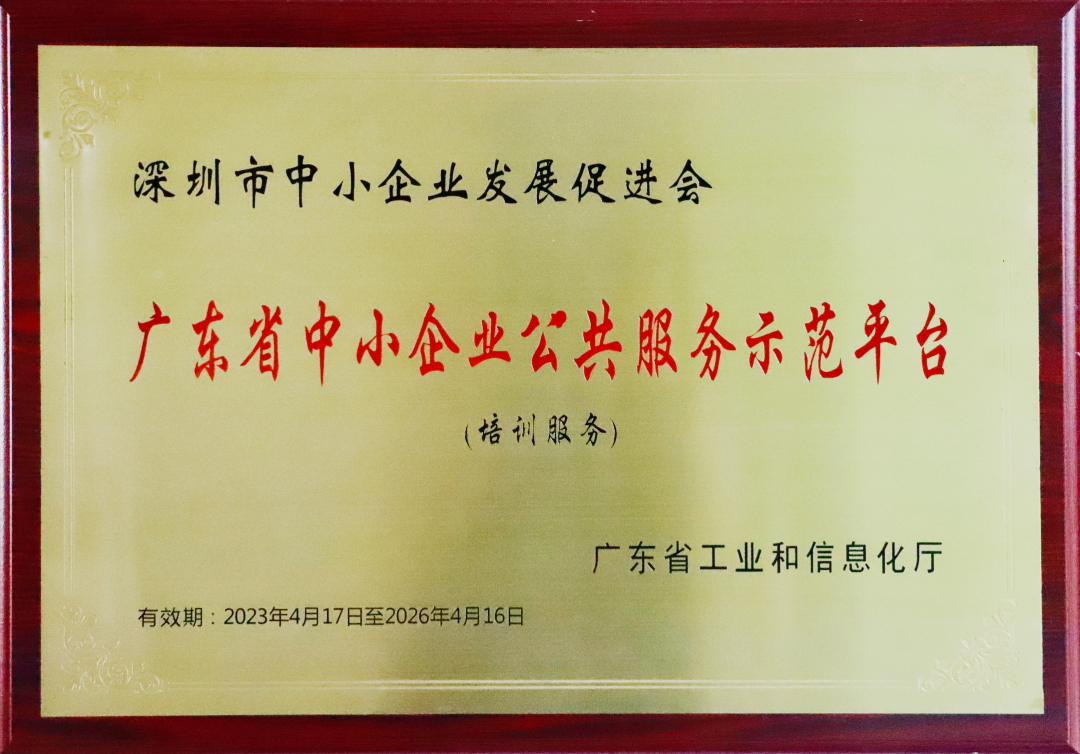 深圳市中小企业发展促进会
广东省中小企业公共服务示范平台
(培训服务)
广东省工业和信息化厅
有效期：2023年4月17日至2026年4月16日